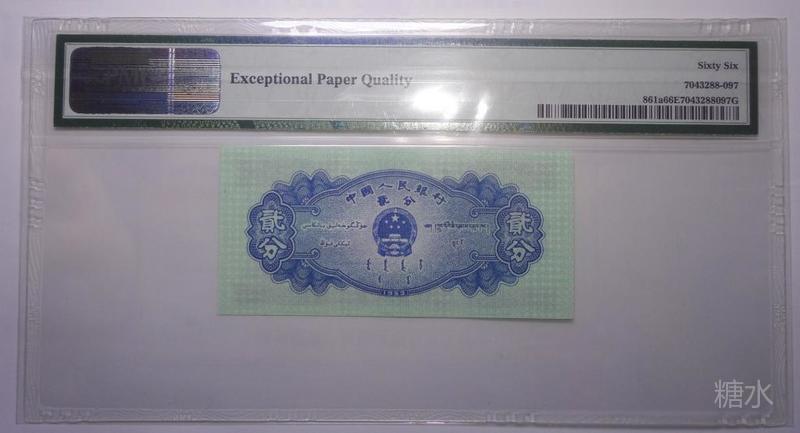 Sixty Six
Exceptional Paper Quality
7043288-097
861a66E7043288097G
中國人民銀行
貳分
貳分
貳分
1953
糖水